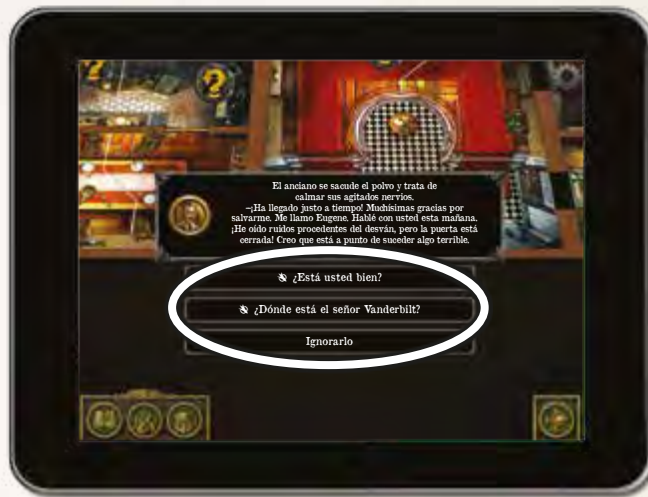 El anciano se sacude el polvo y trata de
calmar sus agitados nervios.
–¡Ha llegado justo a tiempo! Muchísimas gracias por
salvarme. Me llamo Eugene. Hablé con usted esta mañana.
¡He oído ruidos procedentes del desván, pero la puerta está
cerrada! Creo que está a punto de suceder algo terrible.
¿Está usted bien?
¿Dónde está el señor Vanderbilt?
Ignorarlo